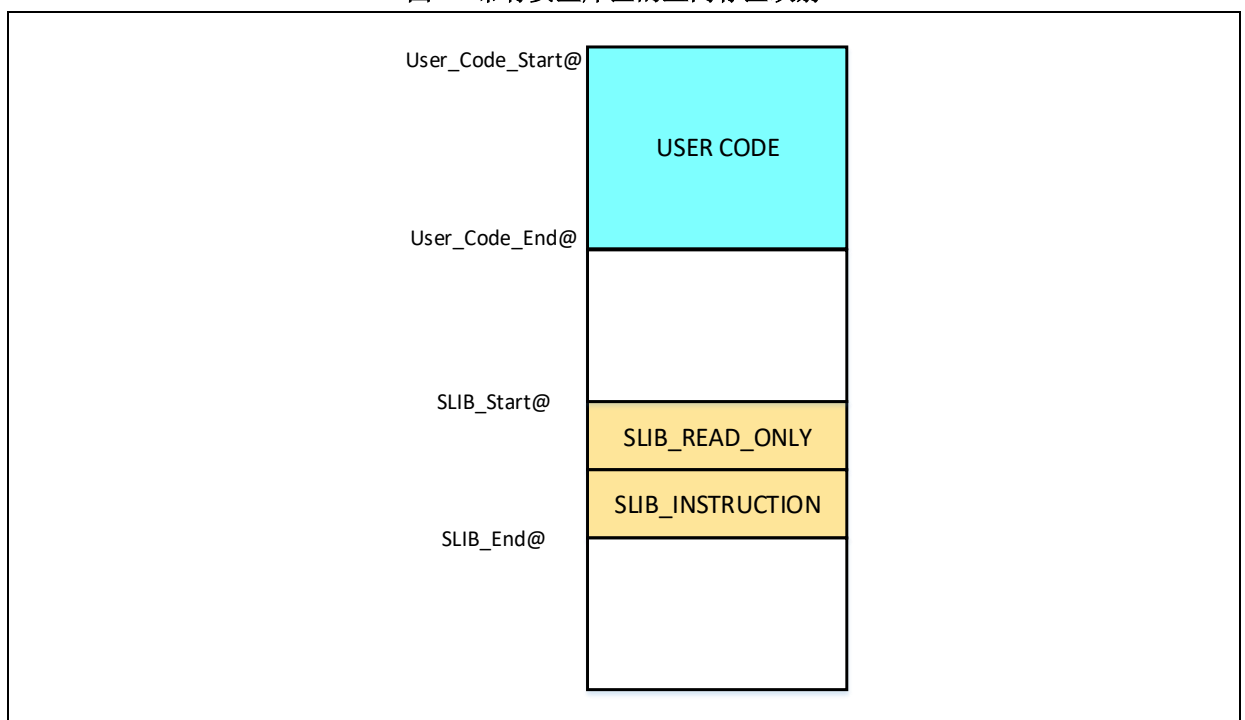 User_Code_Start@
USER CODE
User_Code_End@
SLIB_Start@
SLIB_READ_ONLY
SLIB_INSTRUCTION
SLIB_End@